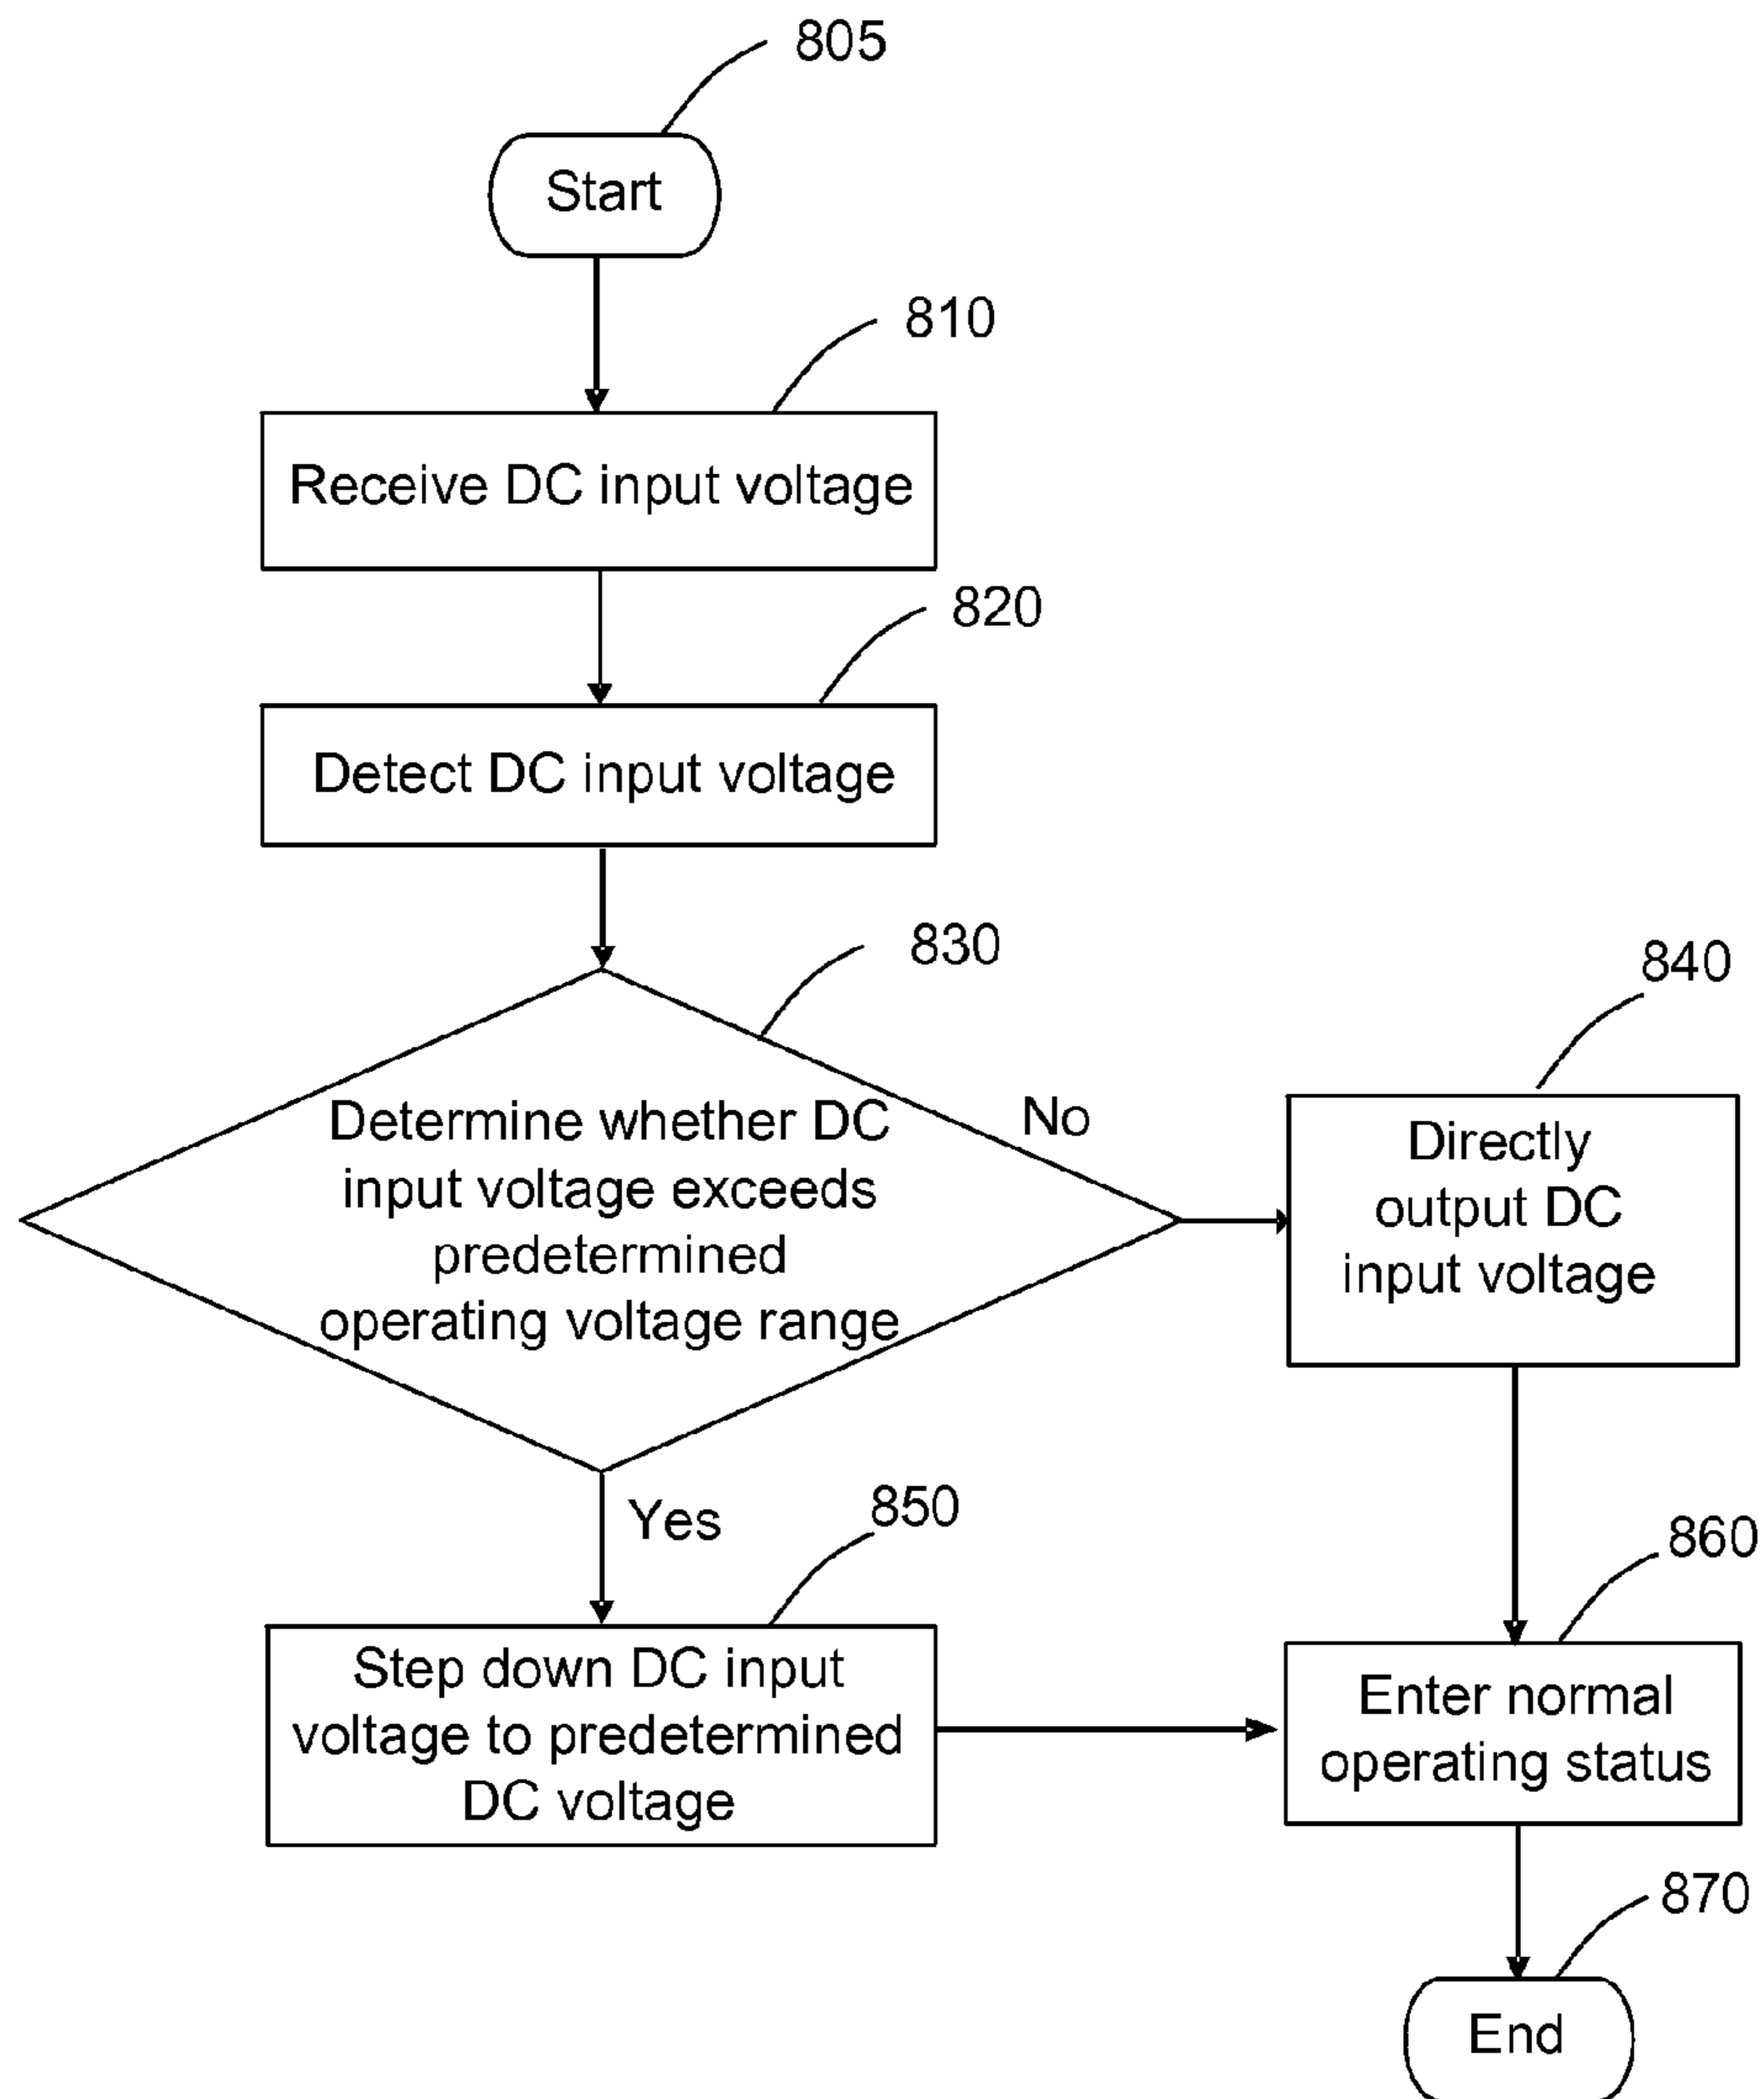 805
Start
810
Receive DC input voltage
820
Detect DC input voltage
830
Determine whether DC
input voltage exceeds
predetermined
operating voltage range
No
840
Directly
output DC
input voltage
Yes
850
Step down DC input
voltage to predetermined
DC voltage
860
Enter normal
operating status
870
End